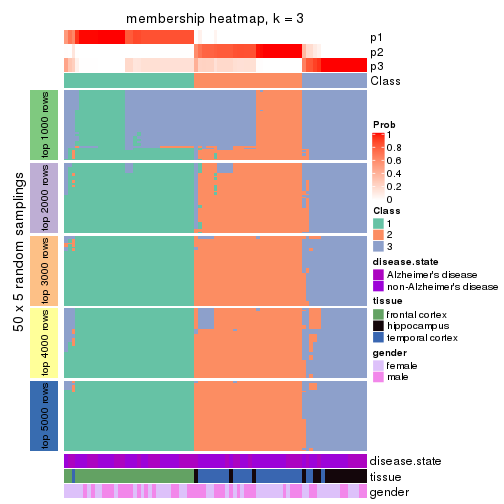 membership heatmap, k = 3
p1
p2
p3
Class
50 x 5 random samplings
top 1000 rows
top 2000 rows
top 3000 rows
top 4000 rows
top 5000 rows
disease.state
tissue
gender
Prob
1
0.8
0.6
0.4
0.2
0
Class
1
2
3
disease.state
Alzheimer's disease
non-Alzheimer's disease
tissue
frontal cortex
hippocampus
temporal cortex
gender
female
male